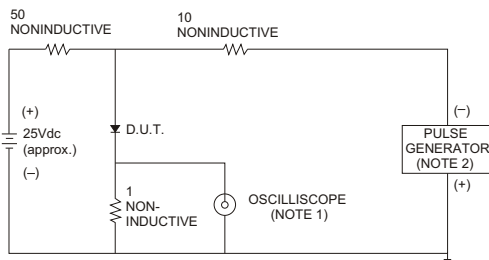 50
NONINDUCTIVE
10
NONINDUCTIVE
(+)
25Vdc
(approx.)
(–)
D.U.T.
1
NON-
INDUCTIVE
OSCILLISCOPE
(NOTE 1)
(–)
PULSE
GENERATOR
(NOTE 2)
(+)